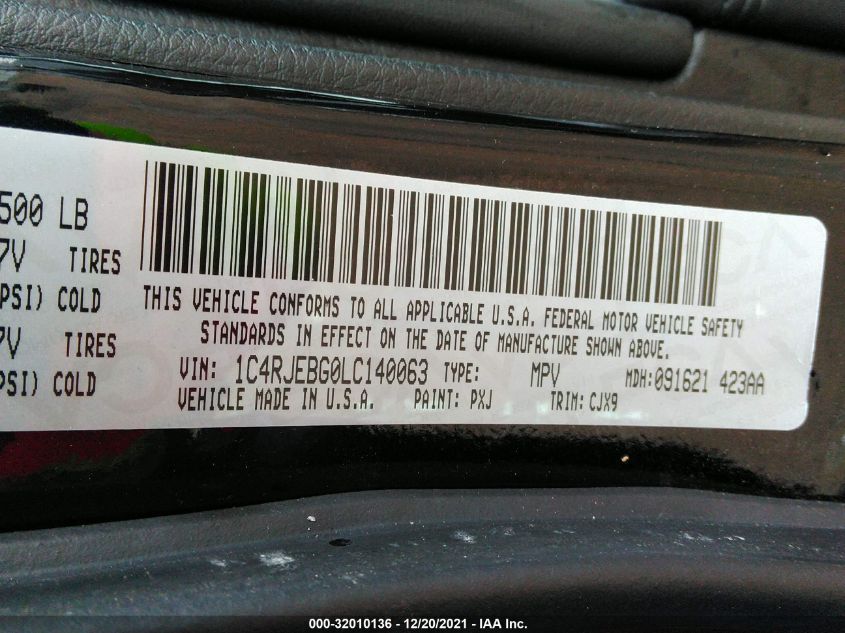 500 LB
7V TIRES
PSI) COLD
7V TIRES
PSI) COLD
THIS VEHICLE CONFORMS TO ALL APPLICABLE U.S.A. FEDERAL MOTOR VEHICLE SAFETY
STANDARDS IN EFFECT ON THE DATE OF MANUFACTURE SHOWN ABOVE.
VIN: 1C4RJEBG0LC140063 TYPE: MPV MDH:091621 423AA
VEHICLE MADE IN U.S.A. PAINT: PXJ TRIM: CJX9
000-32010136 - 12/20/2021 - IAA Inc.